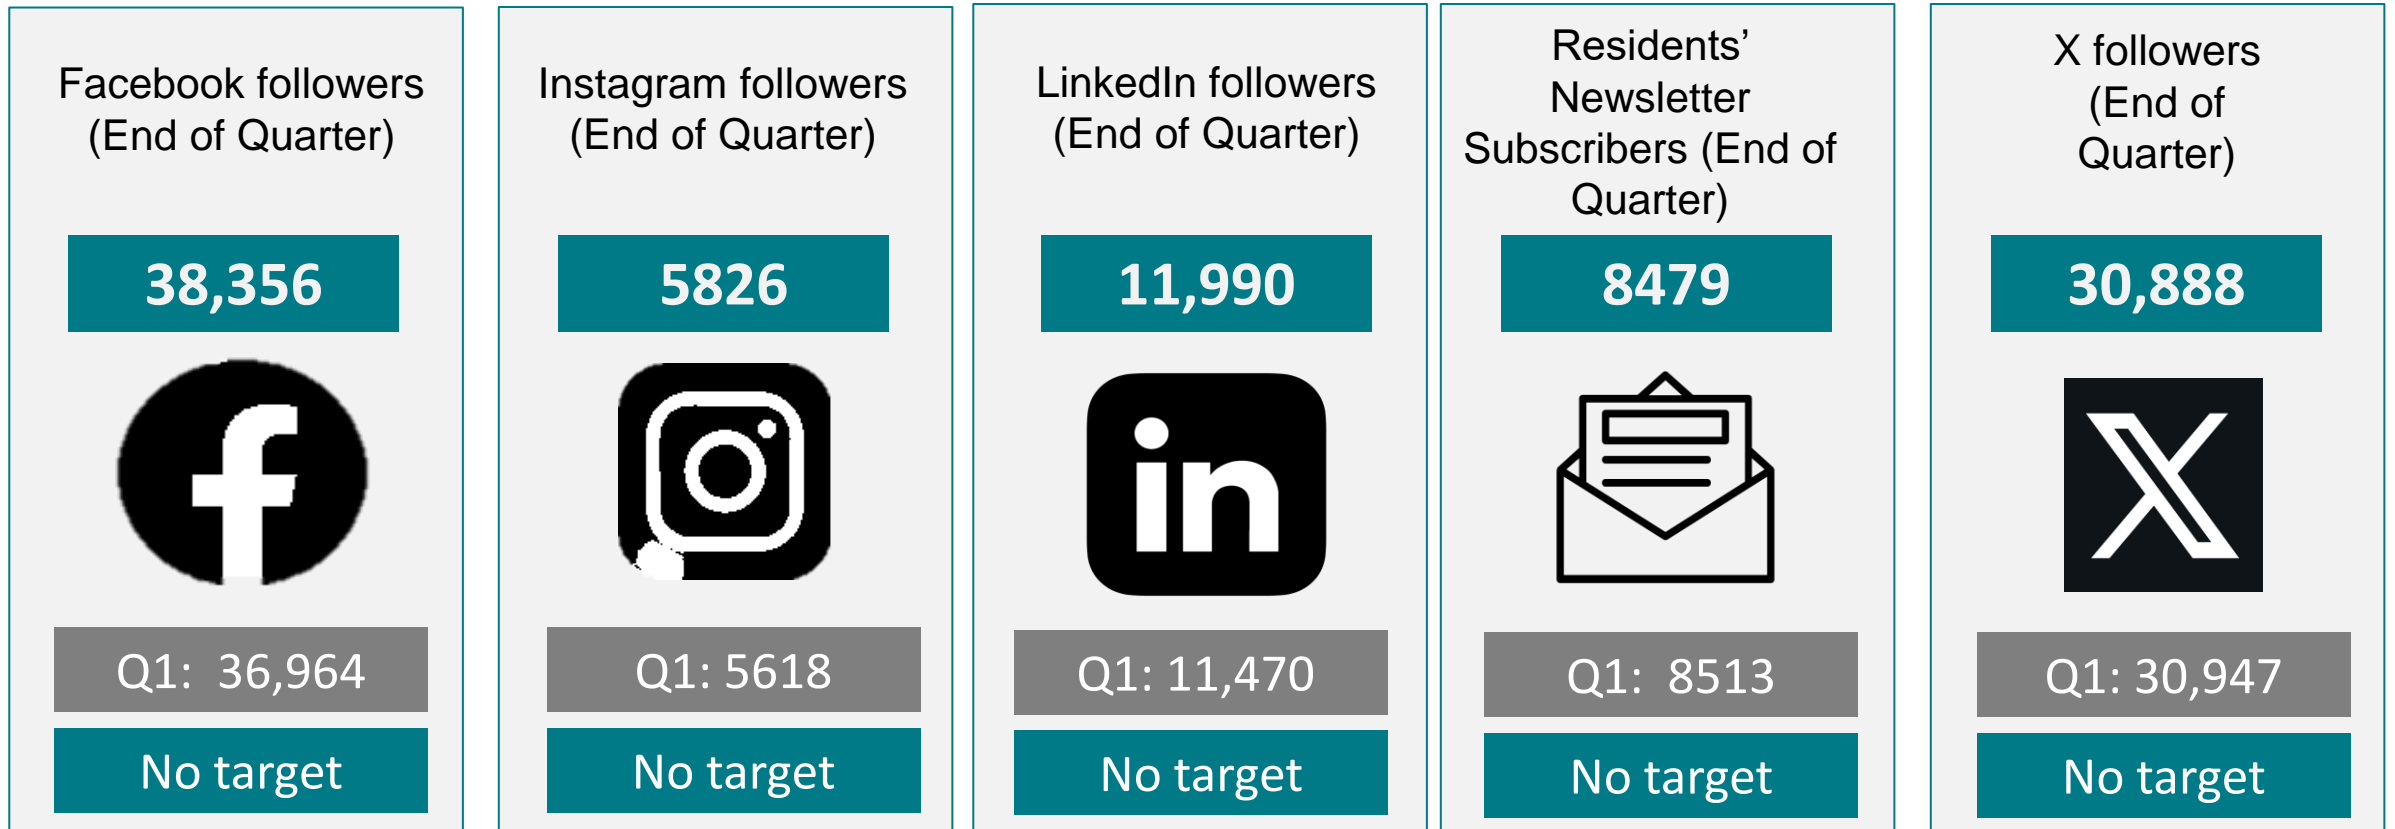 Facebook followers
(End of Quarter)
38,356
Q1:  36,964
No target
Instagram followers
(End of Quarter)
5826
Q1: 5618
No target
LinkedIn followers
(End of Quarter)
11,990
in
Q1: 11,470
No target
Residents’
Newsletter
Subscribers (End of
Quarter)
8479
Q1:  8513
No target
X followers
(End of
Quarter)
30,888
Q1: 30,947
No target